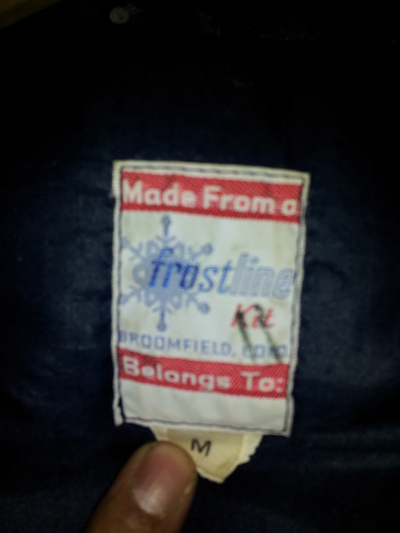 Made From a
frostline
Kit
BROOMFIELD, COLO.
Belongs To:
M